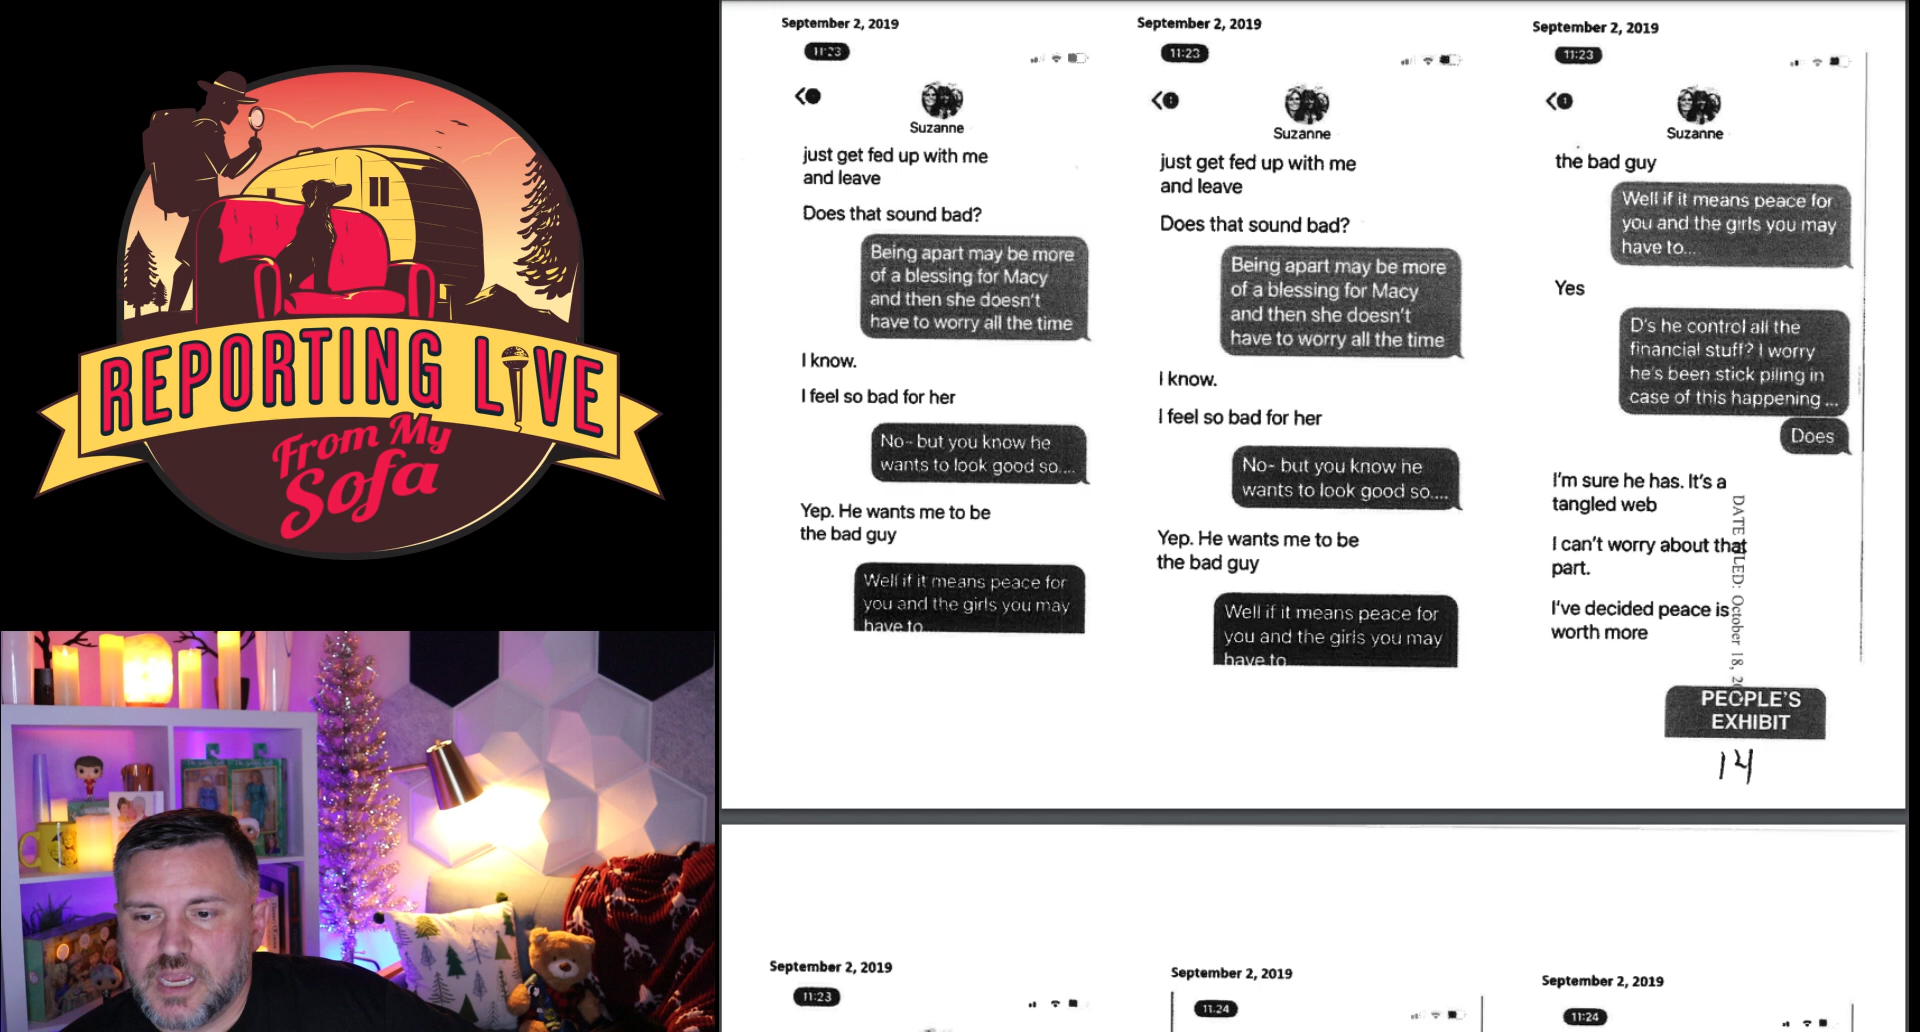 REPORTING LIVE
From My
Sofa
September 2, 2019
11:23
Suzanne
just get fed up with me
and leave
Does that sound bad?
Being apart may be more
of a blessing for Macy
and then she doesn't
have to worry all the time
I know.
I feel so bad for her
No- but you know he
wants to look good so....
Yep. He wants me to be
the bad guy
Well if it means peace for
you and the girls you may
have to
September 2, 2019
11:23
Suzanne
just get fed up with me
and leave
Does that sound bad?
Being apart may be more
of a blessing for Macy
and then she doesn't
have to worry all the time
I know.
I feel so bad for her
No- but you know he
wants to look good so....
Yep. He wants me to be
the bad guy
Well if it means peace for
you and the girls you may
have to
September 2, 2019
11:23
1
Suzanne
the bad guy
Well if it means peace for
you and the girls you may
have to...
Yes
D's he control all the
financial stuff? I worry
he's been stick piling in
case of this happening ...
Does
I'm sure he has. It's a
tangled web
I can't worry about that
part.
I've decided peace is
worth more
DATE FILED: October 18, 20
PEOPLE'S
EXHIBIT
14
September 2, 2019
11:23
September 2, 2019
11:24
September 2, 2019
11:24